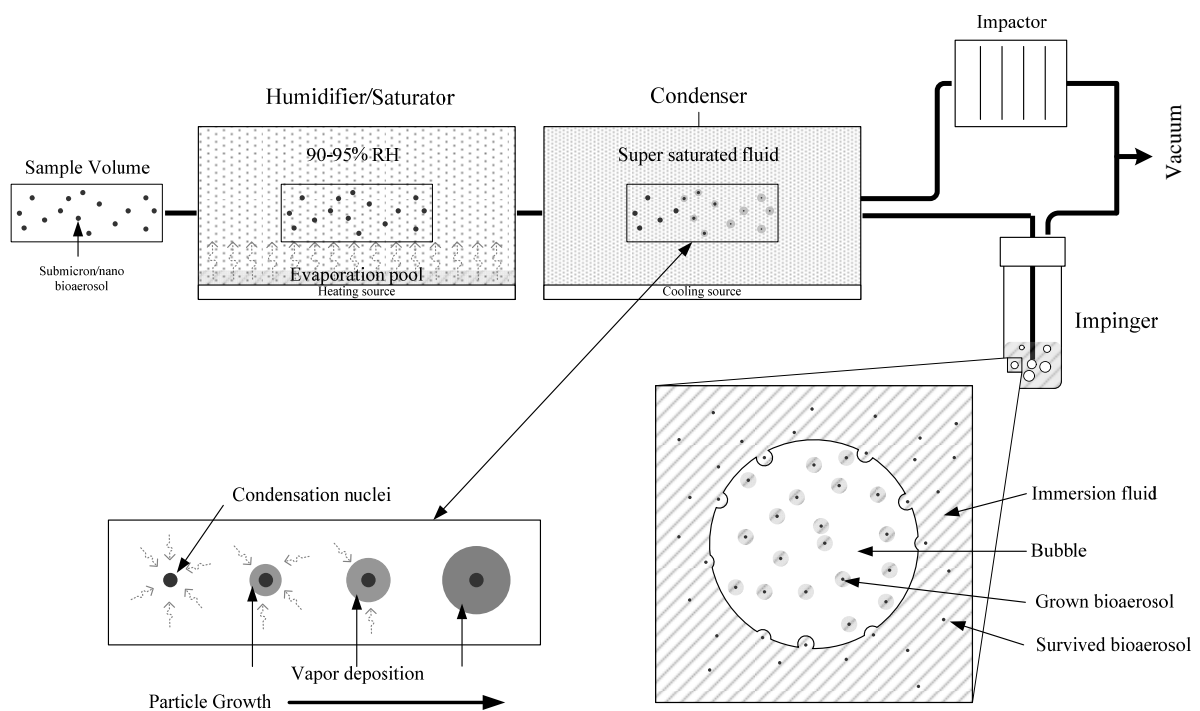 Impactor
Humidifier/Saturator
Condenser
Vacuum
Sample Volume
90-95% RH
Super saturated fluid
Submicron/nano
bioaerosol
Evaporation pool
Heating source
Cooling source
Impinger
Condensation nuclei
Immersion fluid
Bubble
Grown bioaerosol
Survived bioaerosol
Vapor deposition
Particle Growth